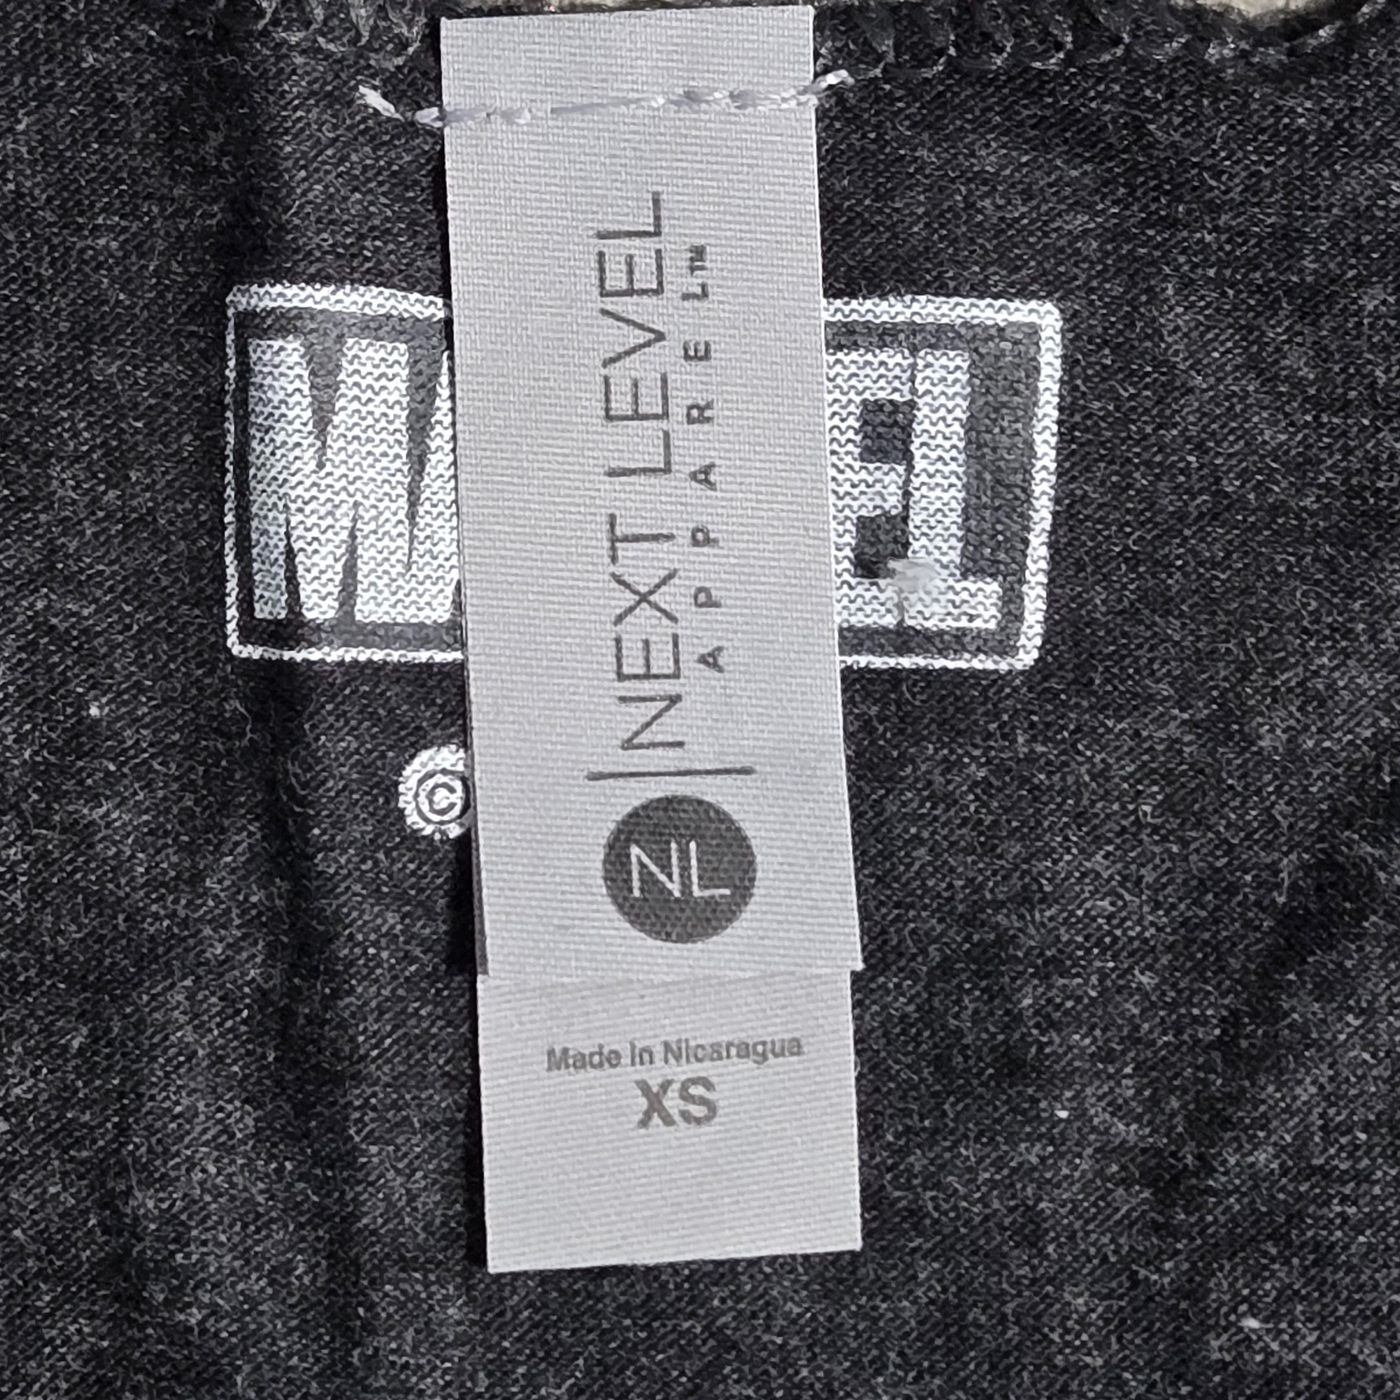 NEXT LEVEL
APPAREL™
NL
Made in Nicaragua
XS
©